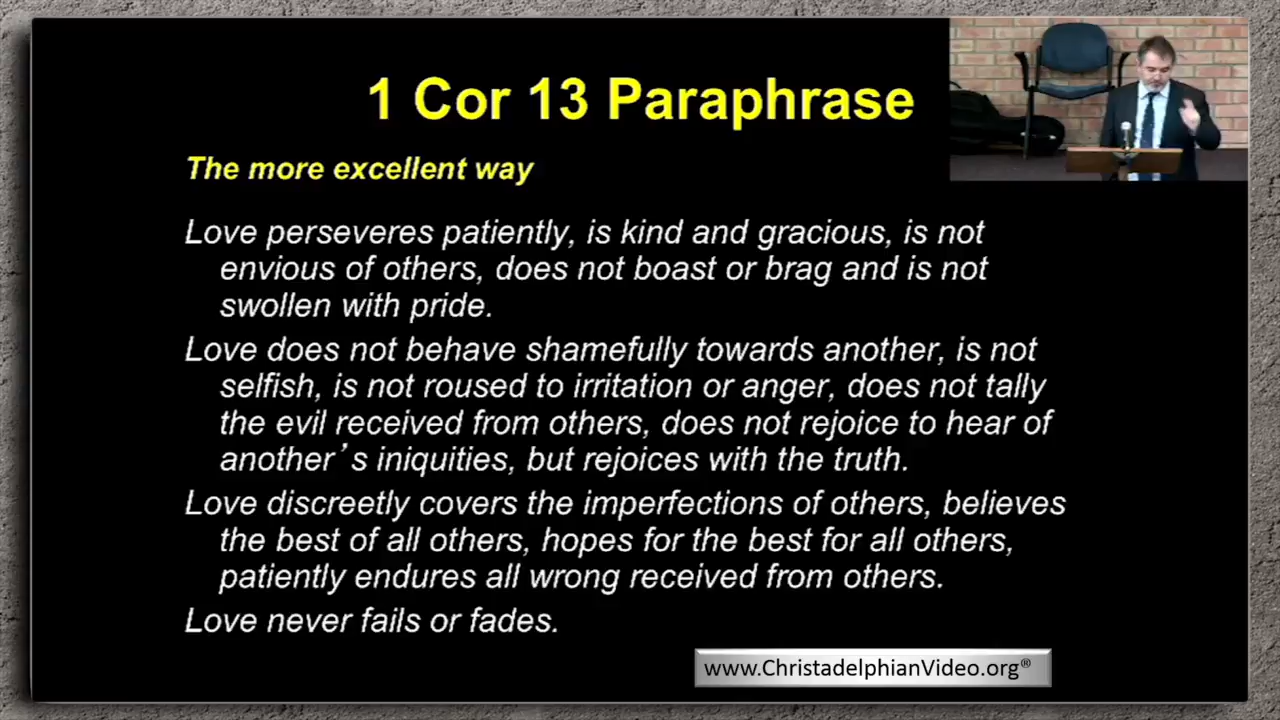 1 Cor 13 Paraphrase
The more excellent way
Love perseveres patiently, is kind and gracious, is not
envious of others, does not boast or brag and is not
swollen with pride.
Love does not behave shamefully towards another, is not
selfish, is not roused to irritation or anger, does not tally
the evil received from others, does not rejoice to hear of
another’s iniquities, but rejoices with the truth.
Love discreetly covers the imperfections of others, believes
the best of all others, hopes for the best for all others,
patiently endures all wrong received from others.
Love never fails or fades.
www.ChristadelphianVideo.org®